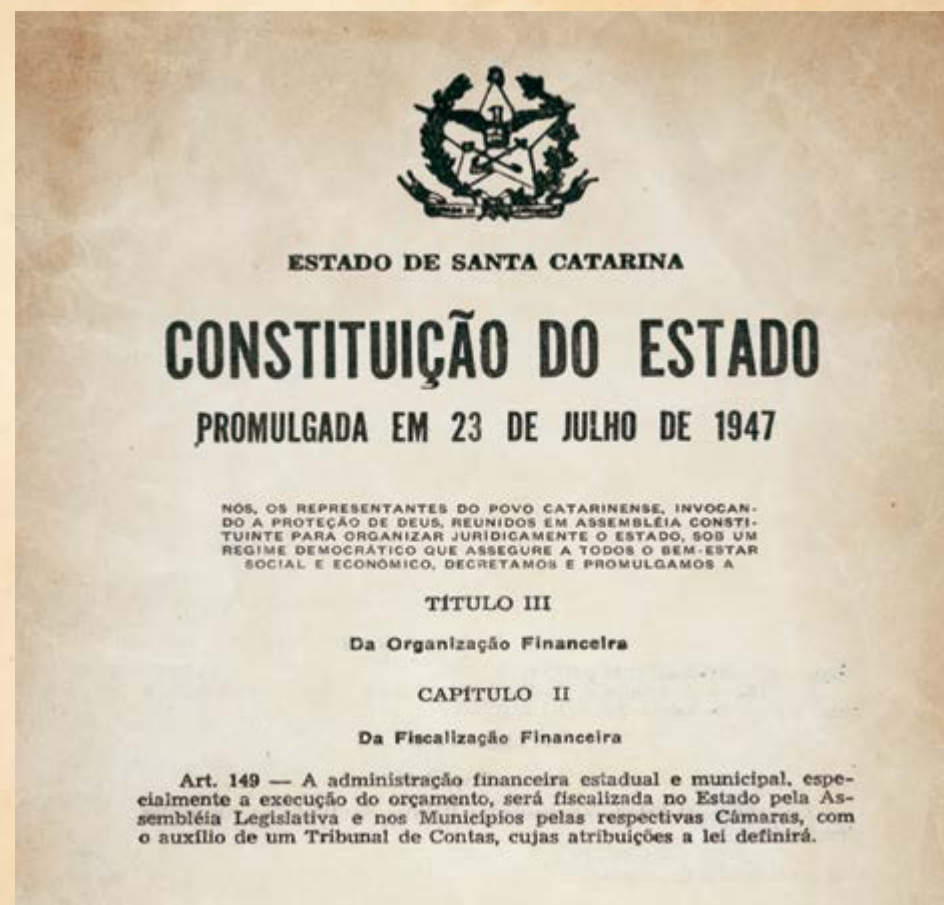 ESTADO DE SANTA CATARINA
CONSTITUIÇÃO DO ESTADO
PROMULGADA EM 23 DE JULHO DE 1947
NÓS, OS REPRESENTANTES DO POVO CATARINENSE, INVOCAN-
DO A PROTEÇÃO DE DEUS, REUNIDOS EM ASSEMBLÉIA CONSTI-
TUINTE PARA ORGANIZAR JURÍDICAMENTE O ESTADO, SOB UM
REGIME DEMOCRÁTICO QUE ASSEGURE A TODOS O BEM-ESTAR
SOCIAL E ECONÓMICO, DECRETAMOS E PROMULGAMOS A
TÍTULO III
Da Organização Financeira
CAPÍTULO II
Da Fiscalização Financeira
Art. 149 — A administração financeira estadual e municipal, espe-
cialmente a execução do orçamento, será fiscalizada no Estado pela As-
sembléia Legislativa e nos Municípios pelas respectivas Câmaras, com
o auxílio de um Tribunal de Contas, cujas atribuições a lei definirá.